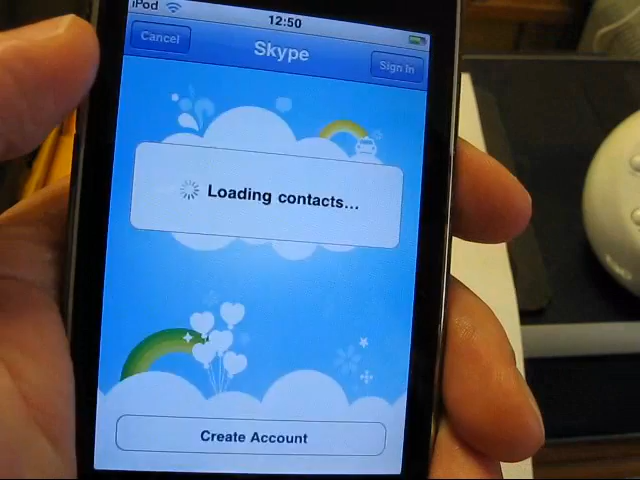 iPod 12:50
Cancel Skype Sign In
Loading contacts...
Create Account